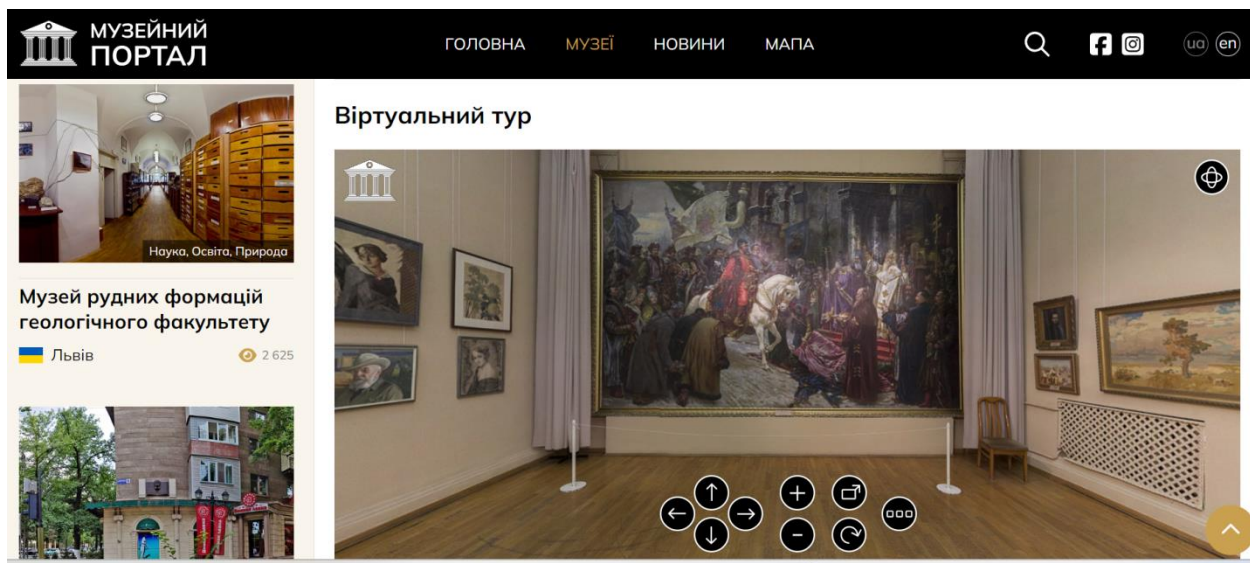 МУЗЕЙНИЙ
ПОРТАЛ
ГОЛОВНА МУЗЕЇ НОВИНИ МАПА
ua en
Наука, Освіта, Природа
Музей рудних формацій
геологічного факультету
Львів 2 625
Віртуальний тур